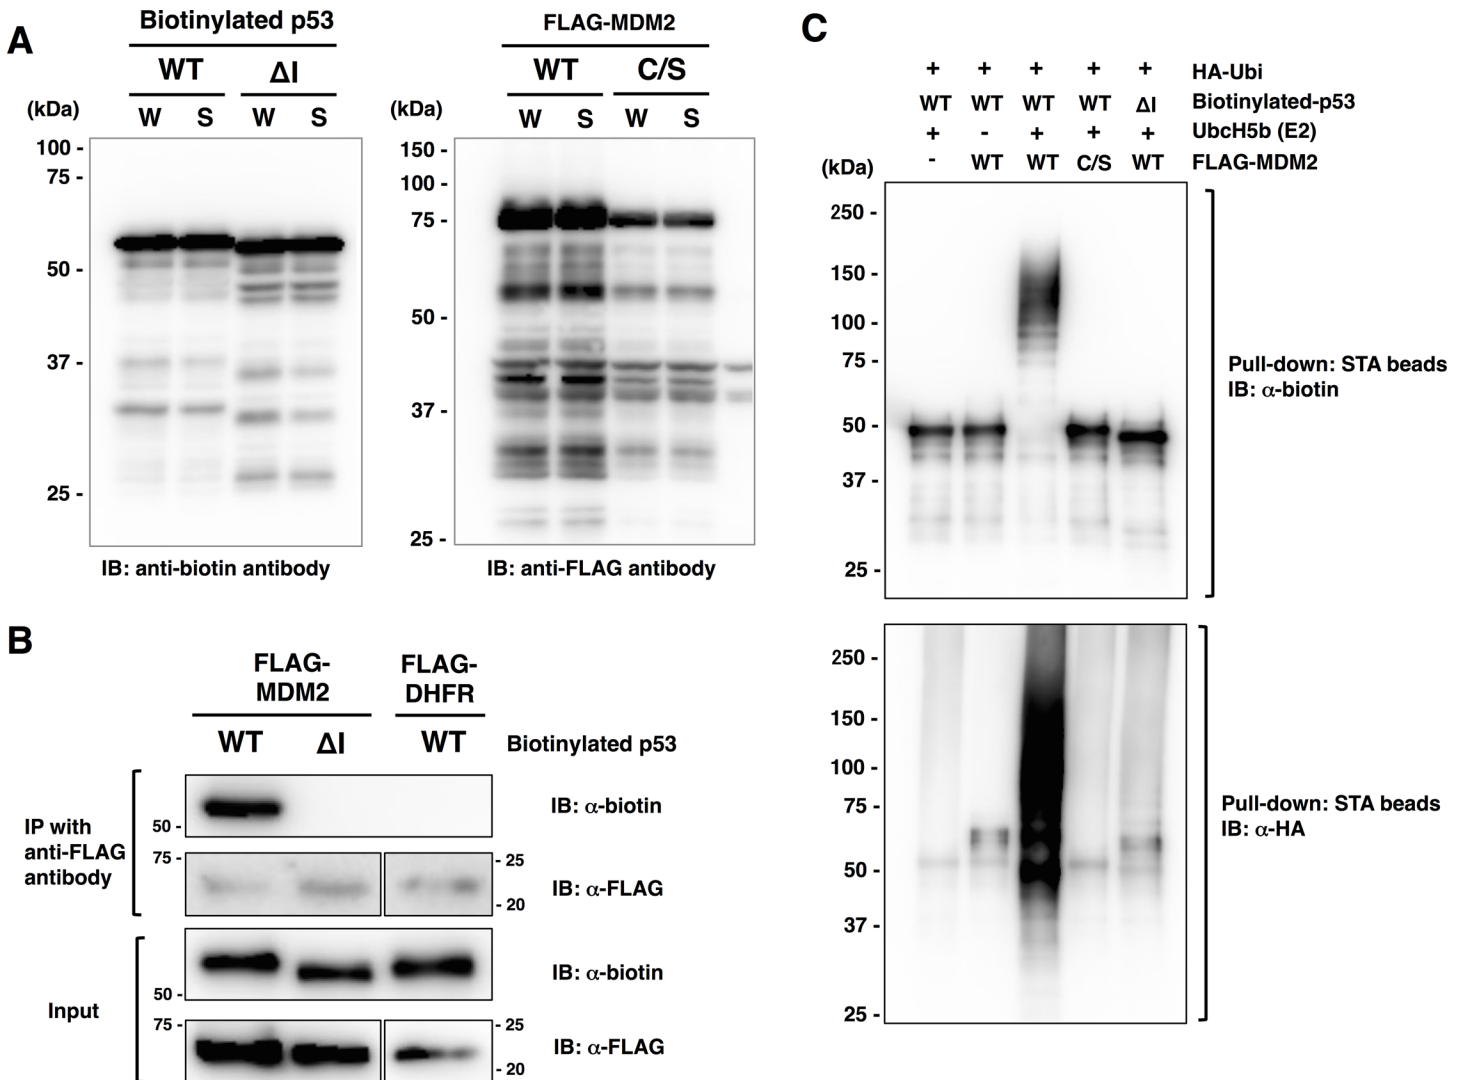 A
Biotinylated p53
WT ΔI
(kDa) W S W S
100 -
75 -
50 -
37 -
25 -
IB: anti-biotin antibody
FLAG-MDM2
WT C/S
(kDa) W S W S
150 -
100 -
75 -
50 -
37 -
25 -
IB: anti-FLAG antibody
B
FLAG- FLAG-
MDM2 DHFR
WT ΔI WT Biotinylated p53
IP with
anti-FLAG
antibody
50 - IB: α-biotin
75 - - 25
IB: α-FLAG
- 20
Input
IB: α-biotin
50 -
75 - - 25
IB: α-FLAG
- 20
C
+ + + + + HA-Ubi
WT WT WT WT ΔI Biotinylated-p53
+ - + + + UbcH5b (E2)
(kDa) - WT WT C/S WT FLAG-MDM2
250 -
150 -
100 -
75 -
50 -
37 -
25 -
Pull-down: STA beads
IB: α-biotin
250 -
150 -
100 -
75 -
50 -
37 -
25 -
Pull-down: STA beads
IB: α-HA